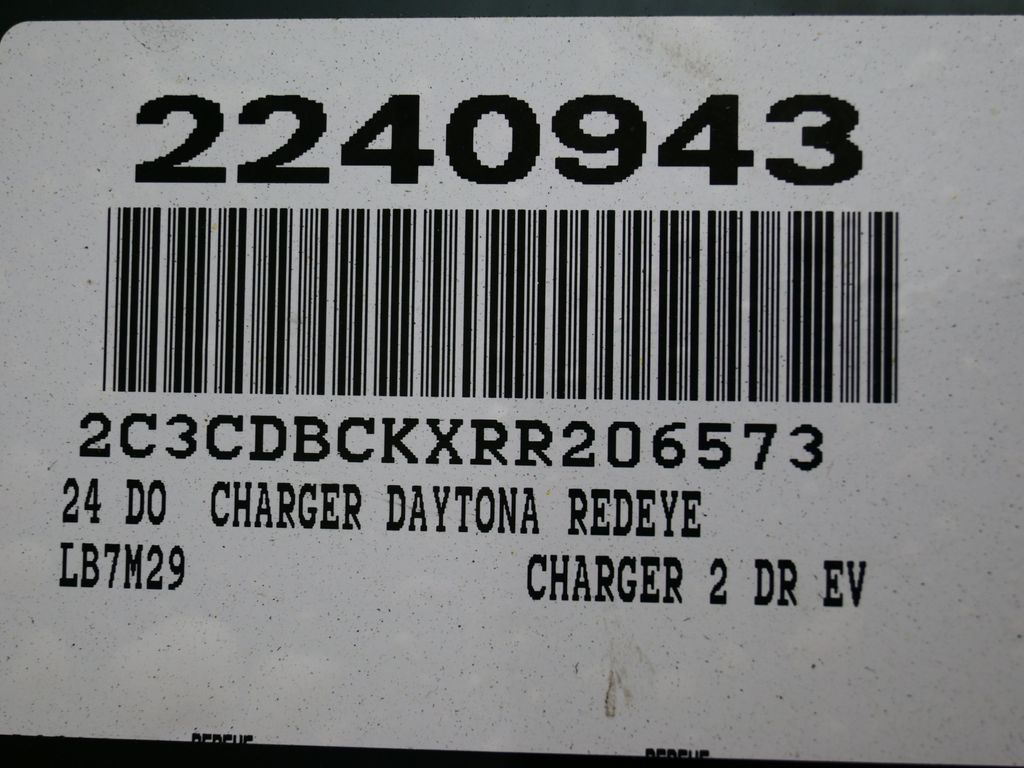 2240943
2C3CDBCKXRR206573
24 DO CHARGER DAYTONA REDEYE
LB7M29 CHARGER 2 DR EV